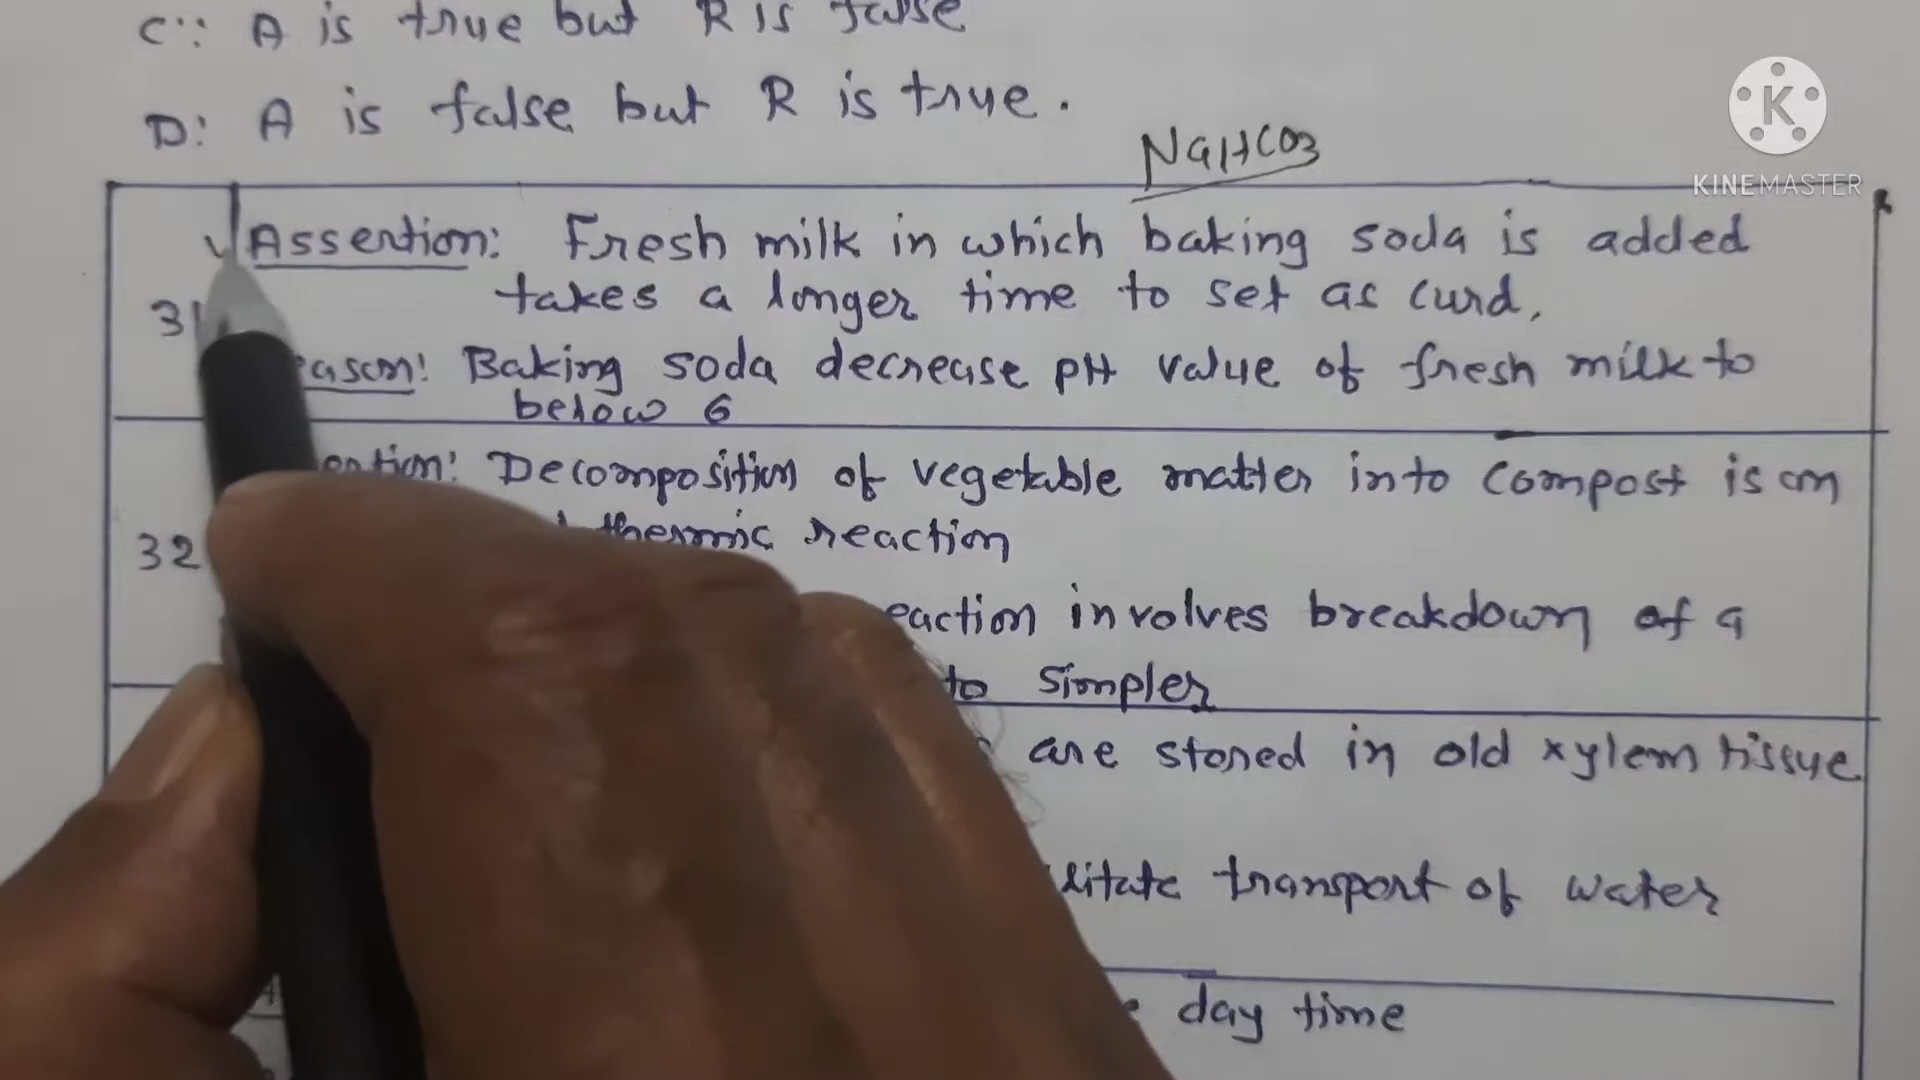 C: A is true but R is false
D: A is false but R is true.
NaHCO3
KINEMASTER
Assertion: Fresh milk in which baking soda is added
takes a longer time to set as curd.
31
Reason: Baking soda decrease pH value of fresh milk to
below 6
Decomposition of vegetable matter into compost is an
thermic reaction
32
reaction involves breakdown of a
to simpler
are stored in old xylem tissue
transport of water
day time